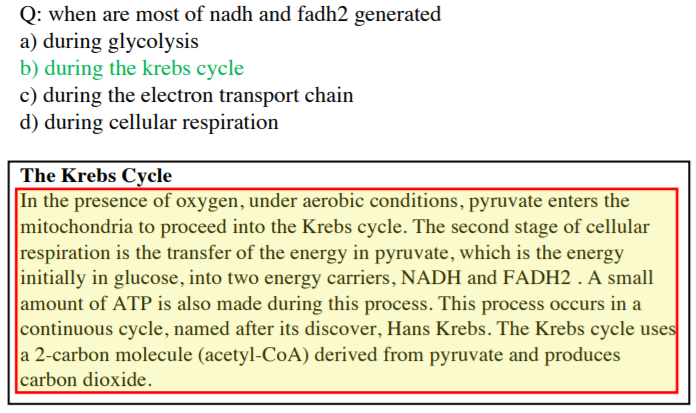 Q: when are most of nadh and fadh2 generated
a) during glycolysis
b) during the krebs cycle
c) during the electron transport chain
d) during cellular respiration
The Krebs Cycle
In the presence of oxygen, under aerobic conditions, pyruvate enters the
mitochondria to proceed into the Krebs cycle. The second stage of cellular
respiration is the transfer of the energy in pyruvate, which is the energy
initially in glucose, into two energy carriers, NADH and FADH2 . A small
amount of ATP is also made during this process. This process occurs in a
continuous cycle, named after its discover, Hans Krebs. The Krebs cycle uses
a 2-carbon molecule (acetyl-CoA) derived from pyruvate and produces
carbon dioxide.